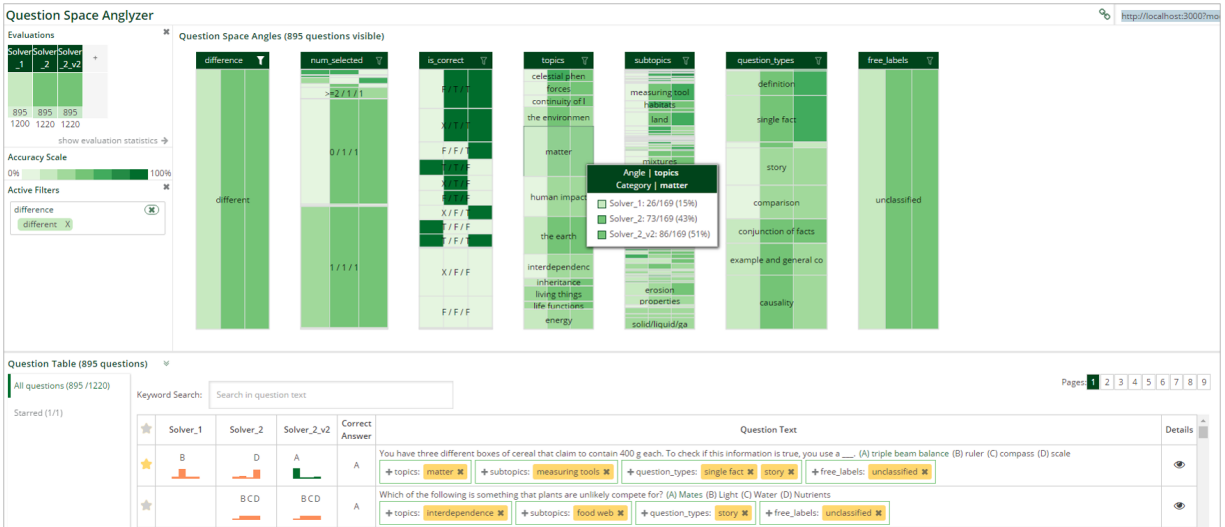 Question Space Anglyzer
http://localhost:3000?mo
Evaluations
Solver_1 Solver_2 Solver_2_v2 +
895 895 895
1200 1220 1220
show evaluation statistics →
Accuracy Scale
0% 100%
Active Filters
difference
different X
Question Space Angles (895 questions visible)
difference num_selected is_correct topics subtopics question_types free_labels
different
>=2 / 1 / 1
0 / 1 / 1
1 / 1 / 1
F / T / T
X / T / T
F / F / T
T / T / F
X / T / F
F / T / F
X / F / T
T / F / F
T / F / T
X / F / F
F / F / F
celestial phen
forces
continuity of l
the environmen
matter
human impact
the earth
interdependenc
inheritance
living things
life functions
energy
measuring tool
habitats
land
mixtures
erosion
properties
solid/liquid/ga
definition
single fact
story
comparison
conjunction of facts
example and general co
causality
unclassified
Angle | topics
Category | matter
Solver_1: 26/169 (15%)
Solver_2: 73/169 (43%)
Solver_2_v2: 86/169 (51%)
Question Table (895 questions)
All questions (895 /1220)
Starred (1/1)
Keyword Search: Search in question text
Pages: 1 2 3 4 5 6 7 8 9
Solver_1 Solver_2 Solver_2_v2 Correct Answer Question Text Details
B D A A You have three different boxes of cereal that claim to contain 400 g each. To check if this information is true, you use a ___. (A) triple beam balance (B) ruler (C) compass (D) scale
+ topics: matter ✖ + subtopics: measuring tools ✖ + question_types: single fact ✖ story ✖ + free_labels: unclassified ✖
B C D B C D A Which of the following is something that plants are unlikely compete for? (A) Mates (B) Light (C) Water (D) Nutrients
+ topics: interdependence ✖ + subtopics: food web ✖ + question_types: story ✖ + free_labels: unclassified ✖